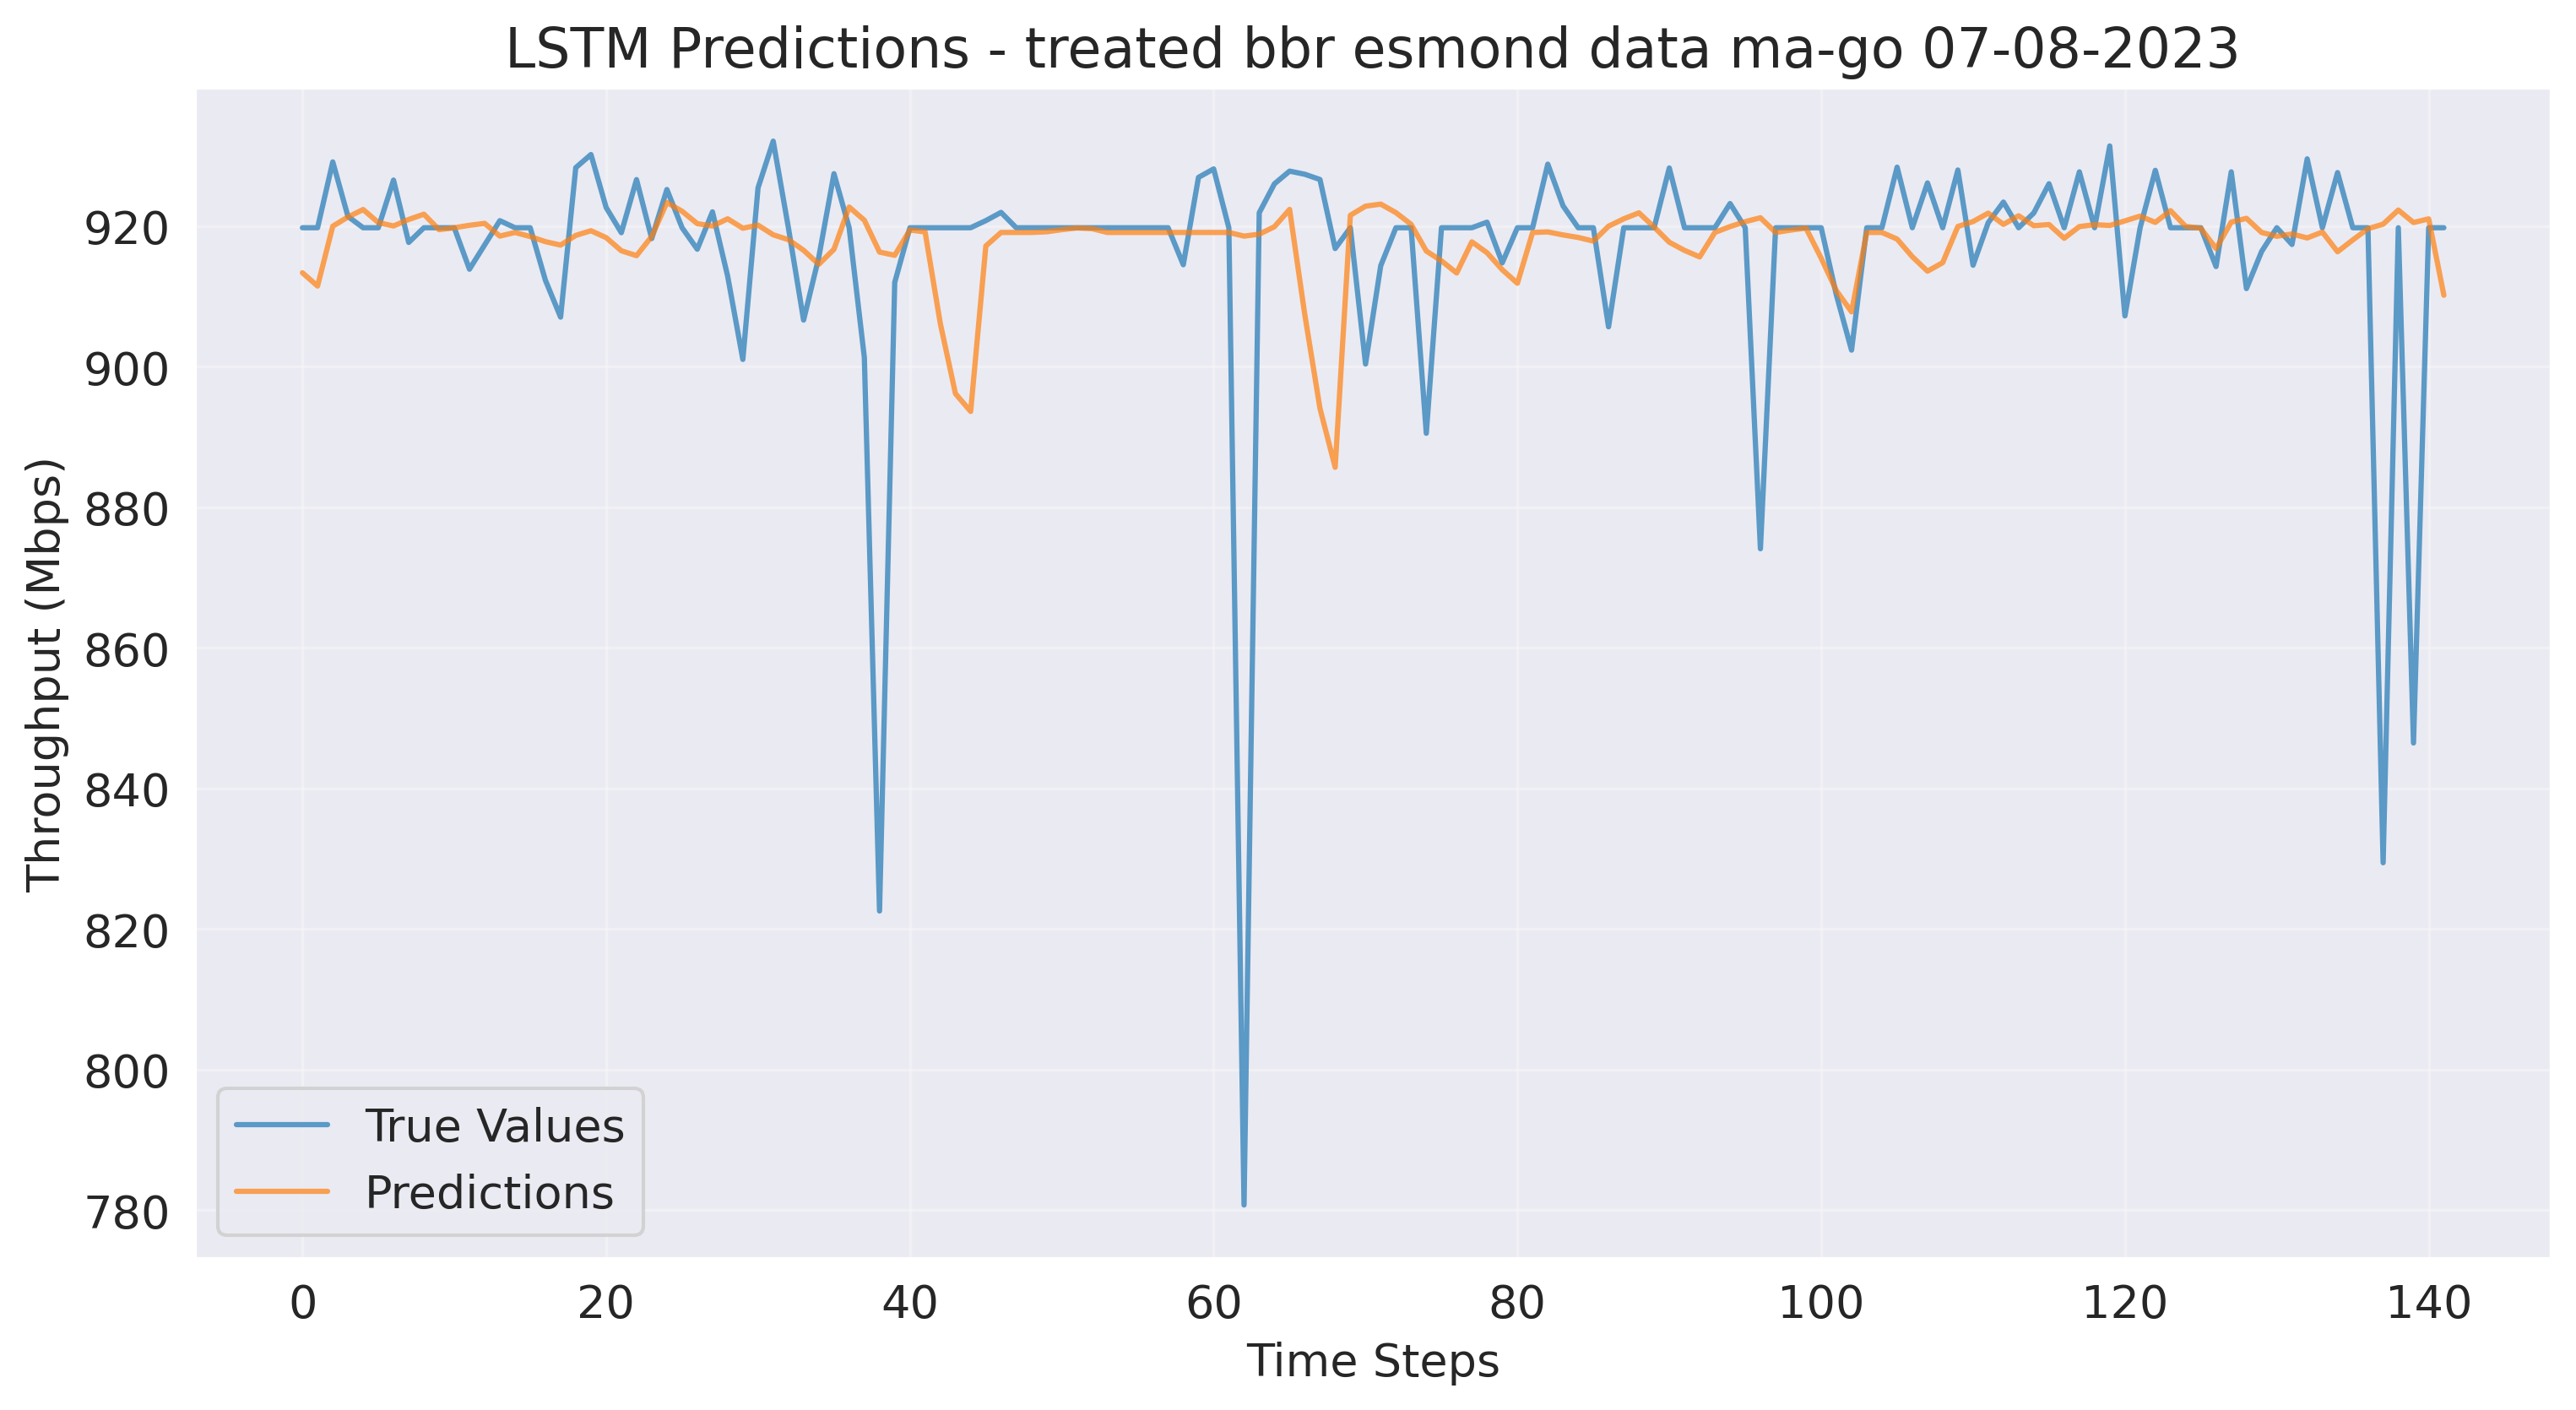 LSTM Predictions - treated bbr esmond data ma-go 07-08-2023
Throughput (Mbps)
920
900
880
860
840
820
800
780
True Values
Predictions
0 20 40 60 80 100 120 140
Time Steps